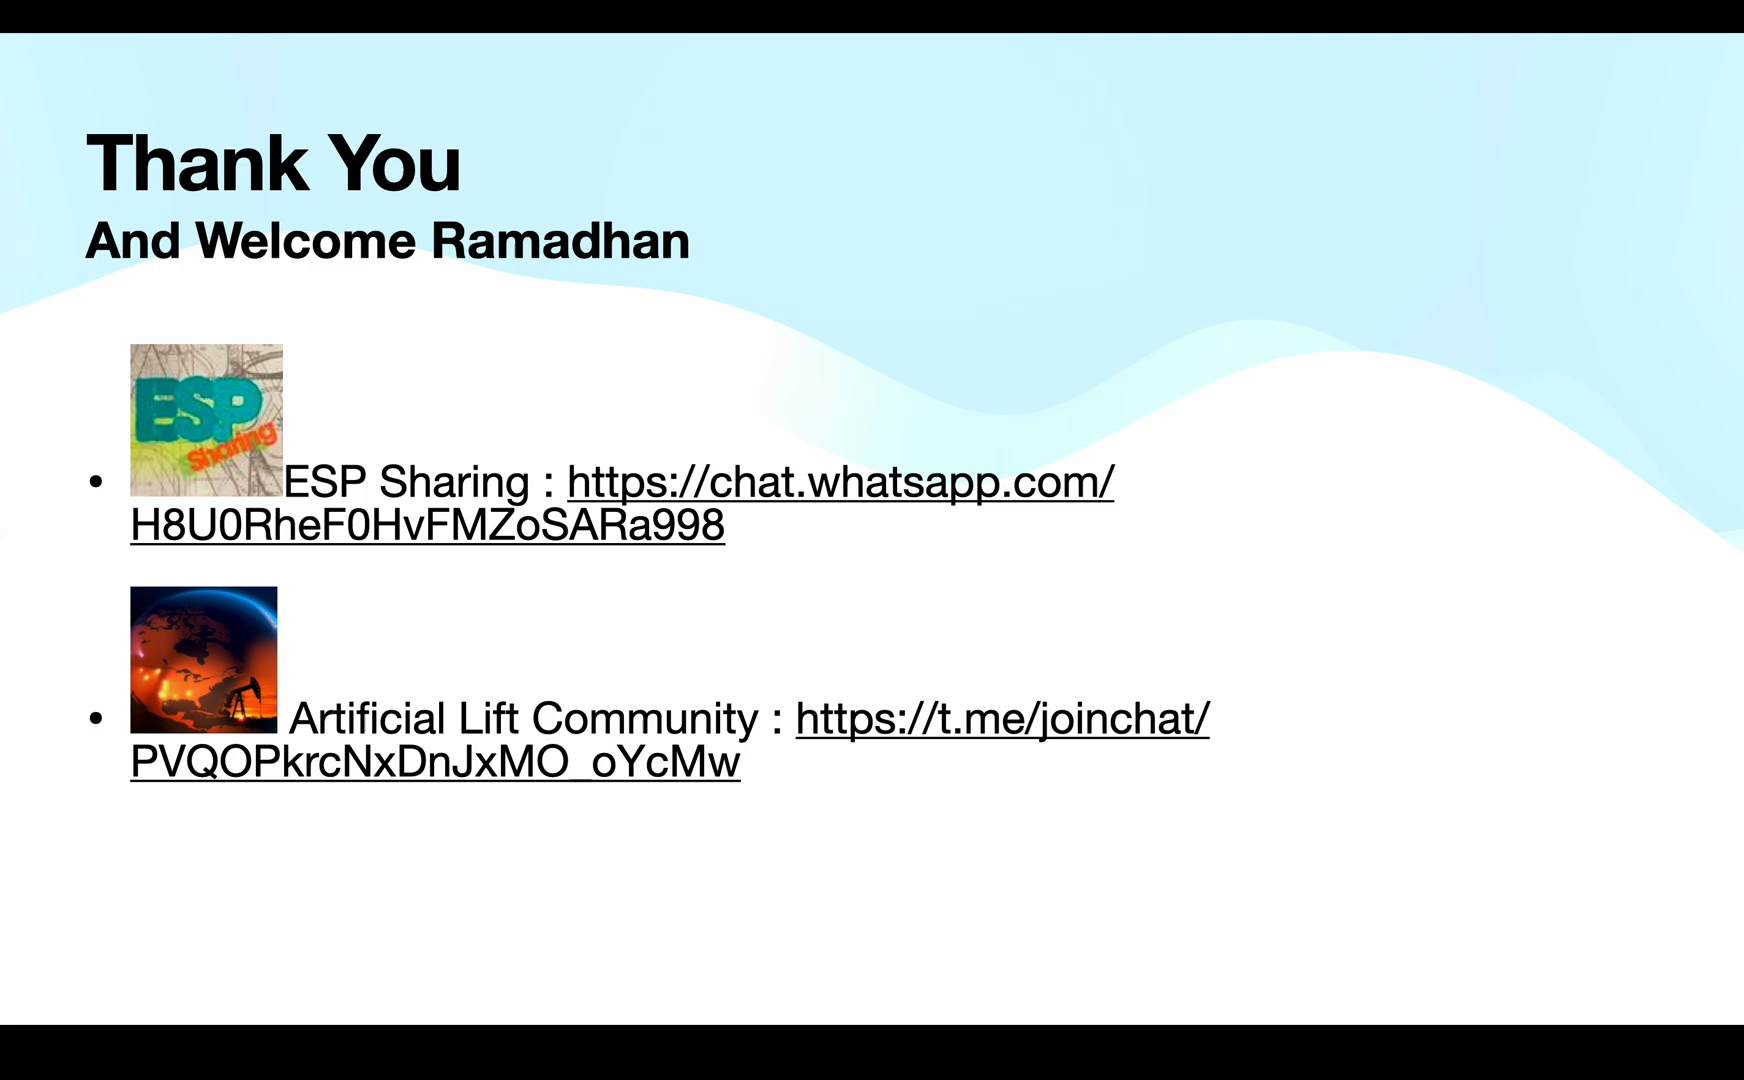 Thank You
And Welcome Ramadhan
ESP
Sharing
• ESP Sharing : https://chat.whatsapp.com/
H8U0RheF0HvFMZoSARa998
• Artificial Lift Community : https://t.me/joinchat/
PVQOPkrcNxDnJxMO_oYcMw